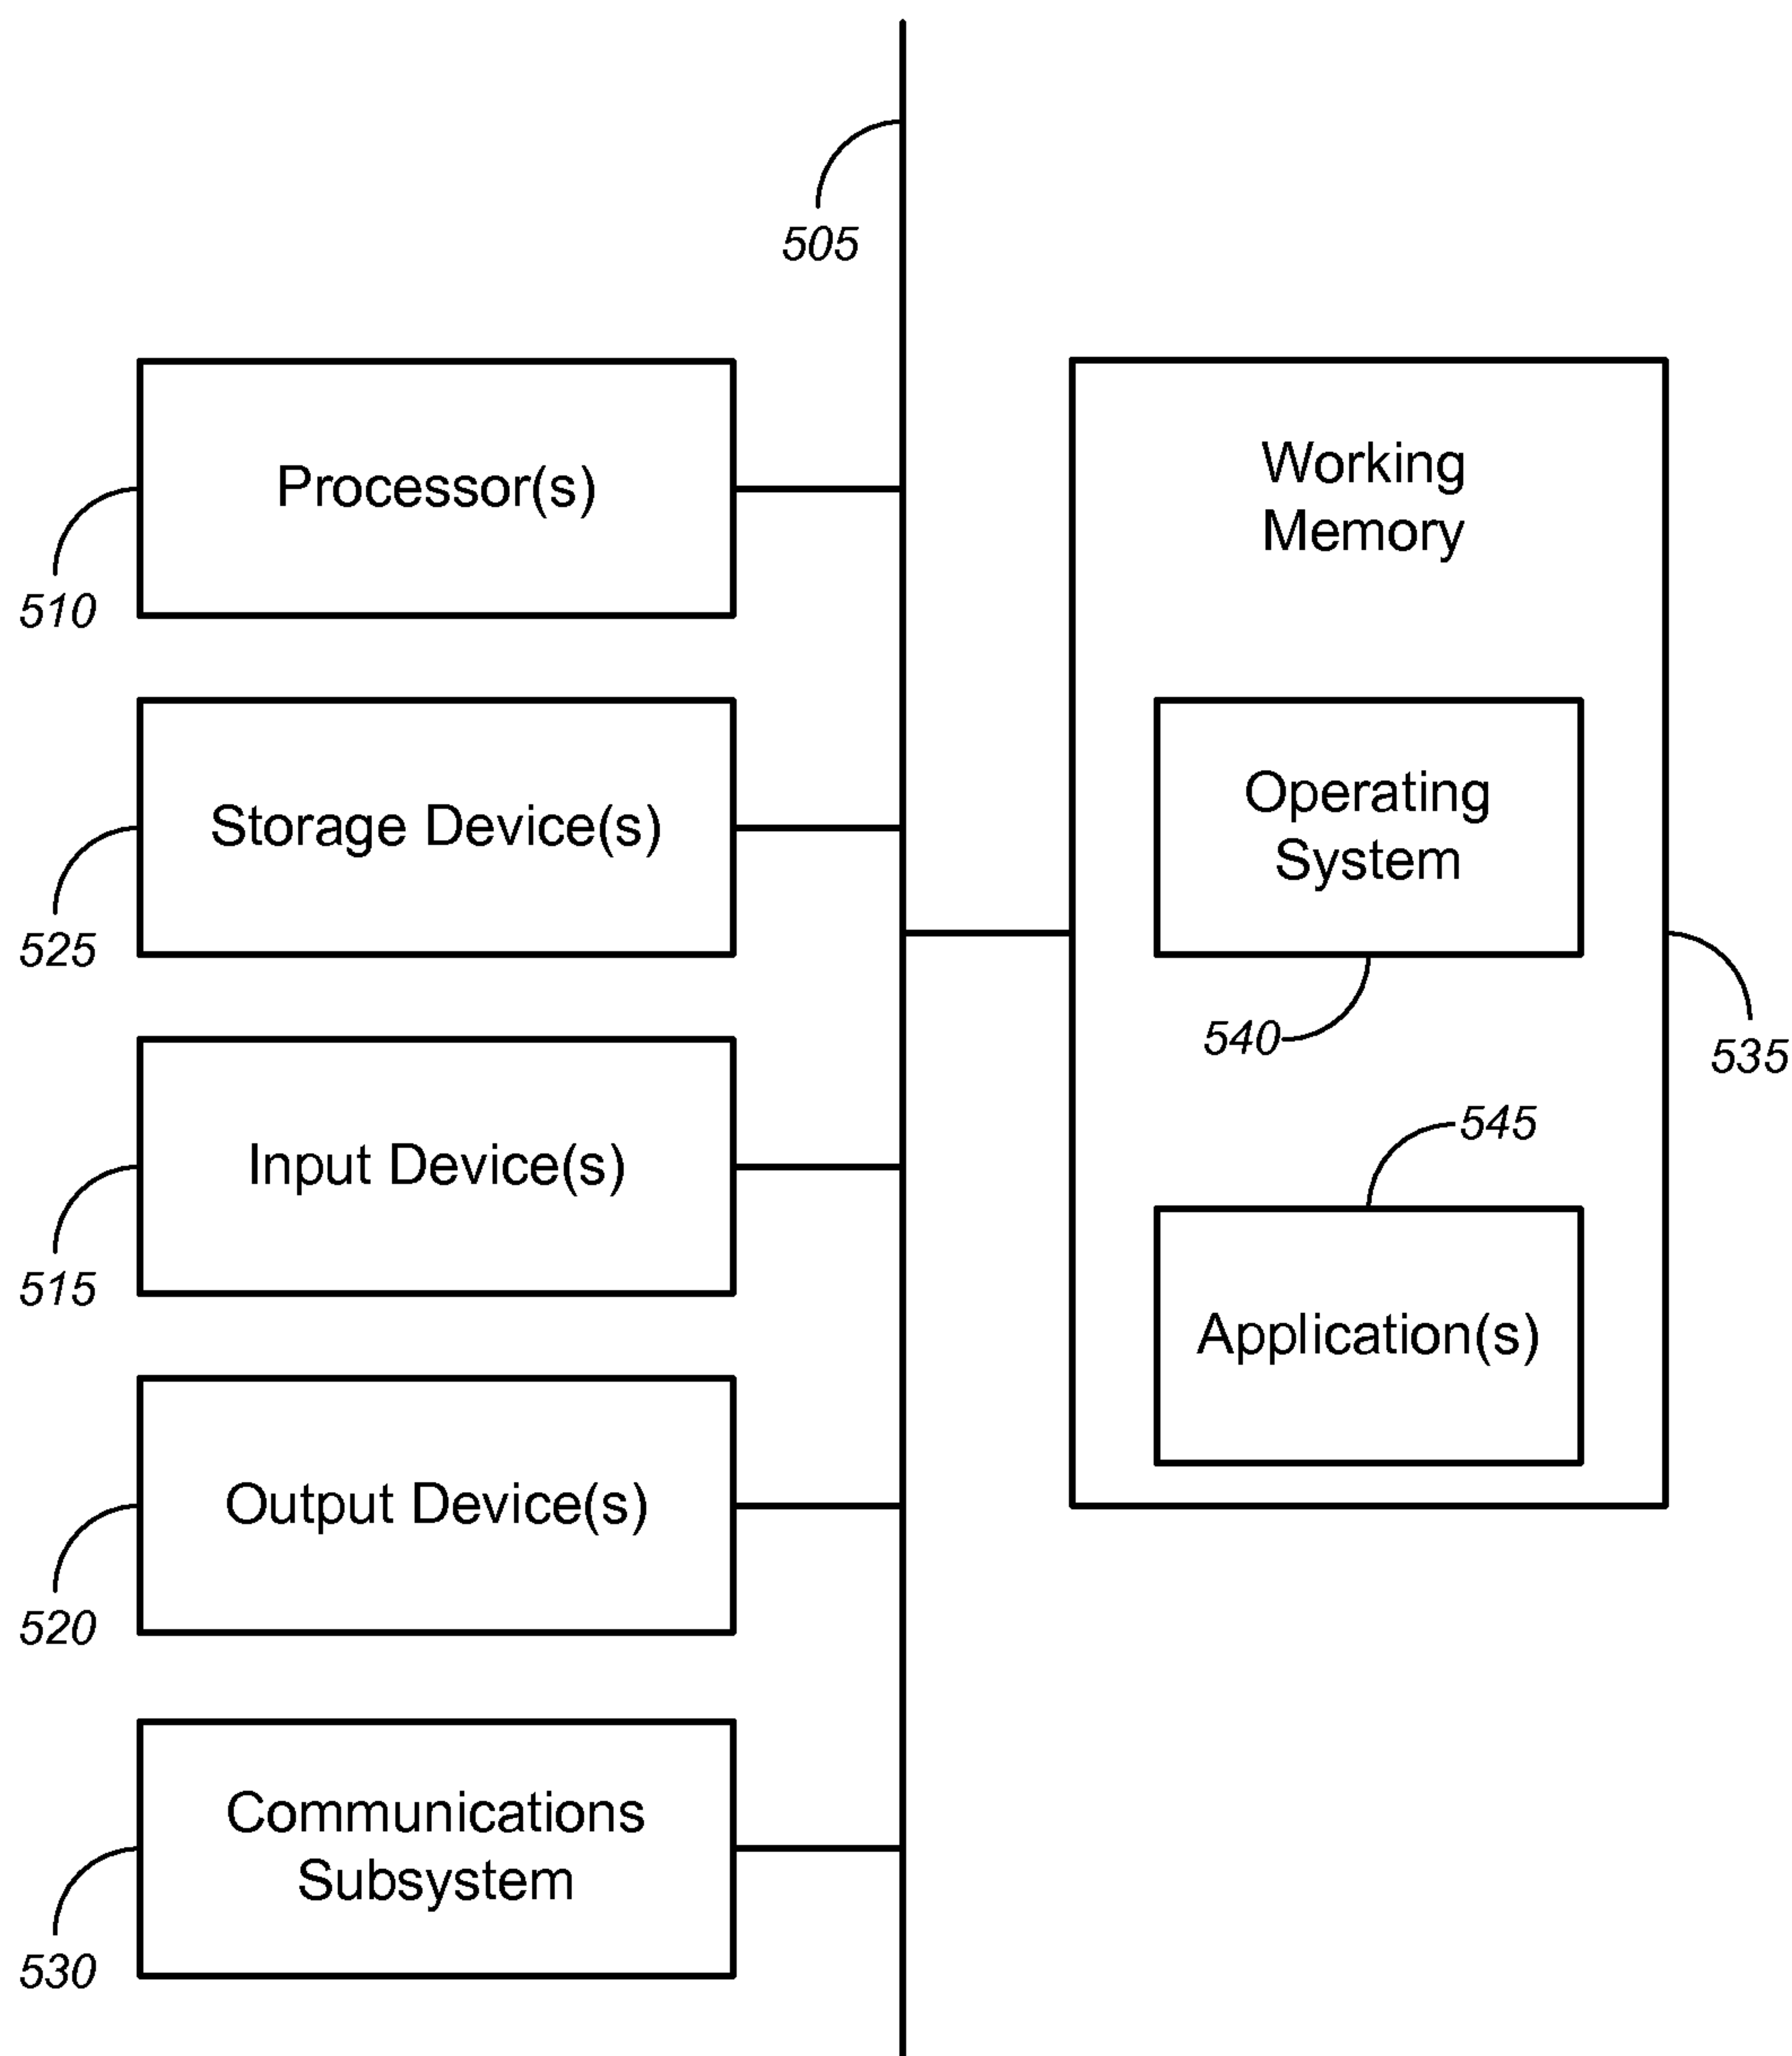 505
Processor(s)
510
Storage Device(s)
525
Input Device(s)
515
Output Device(s)
520
Communications
Subsystem
530
Working
Memory
Operating
System
540
535
545
Application(s)